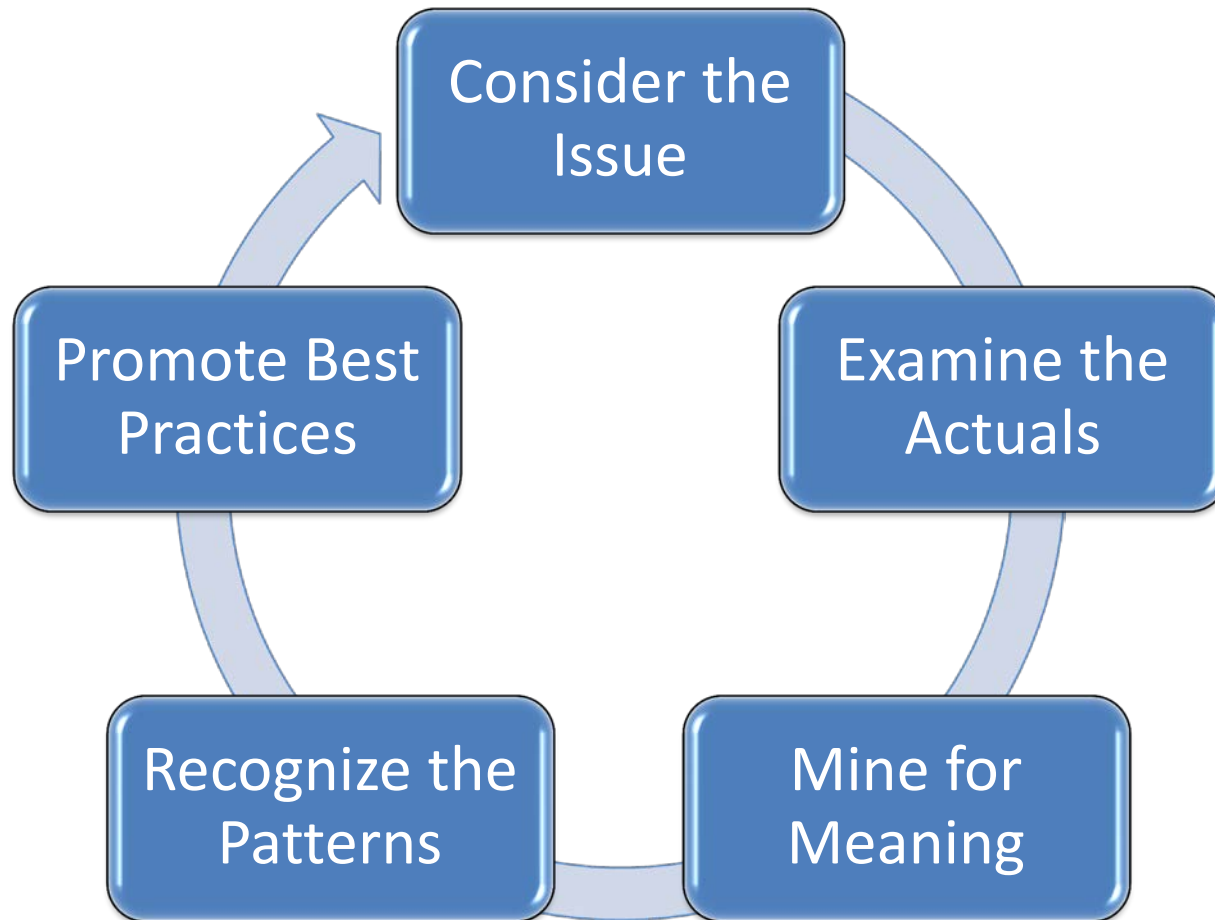 Consider the
Issue
Examine the
Actuals
Mine for
Meaning
Recognize the
Patterns
Promote Best
Practices